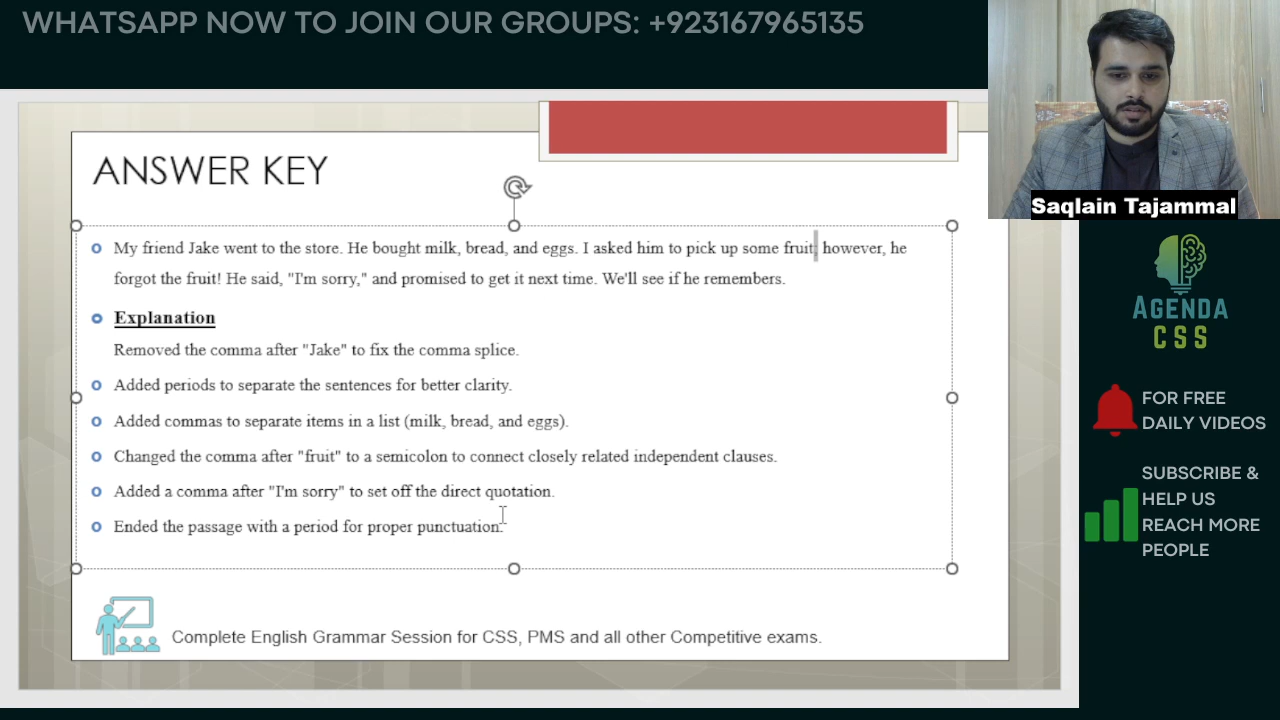 WHATSAPP NOW TO JOIN OUR GROUPS: +923167965135
Saqlain Tajammal
ANSWER KEY
My friend Jake went to the store. He bought milk, bread, and eggs. I asked him to pick up some fruit; however, he
forgot the fruit! He said, "I'm sorry," and promised to get it next time. We'll see if he remembers.
Explanation
Removed the comma after "Jake" to fix the comma splice.
Added periods to separate the sentences for better clarity.
Added commas to separate items in a list (milk, bread, and eggs).
Changed the comma after "fruit" to a semicolon to connect closely related independent clauses.
Added a comma after "I'm sorry" to set off the direct quotation.
Ended the passage with a period for proper punctuation.
Complete English Grammar Session for CSS, PMS and all other Competitive exams.
AGENDA
CSS
FOR FREE
DAILY VIDEOS
SUBSCRIBE &
HELP US
REACH MORE
PEOPLE